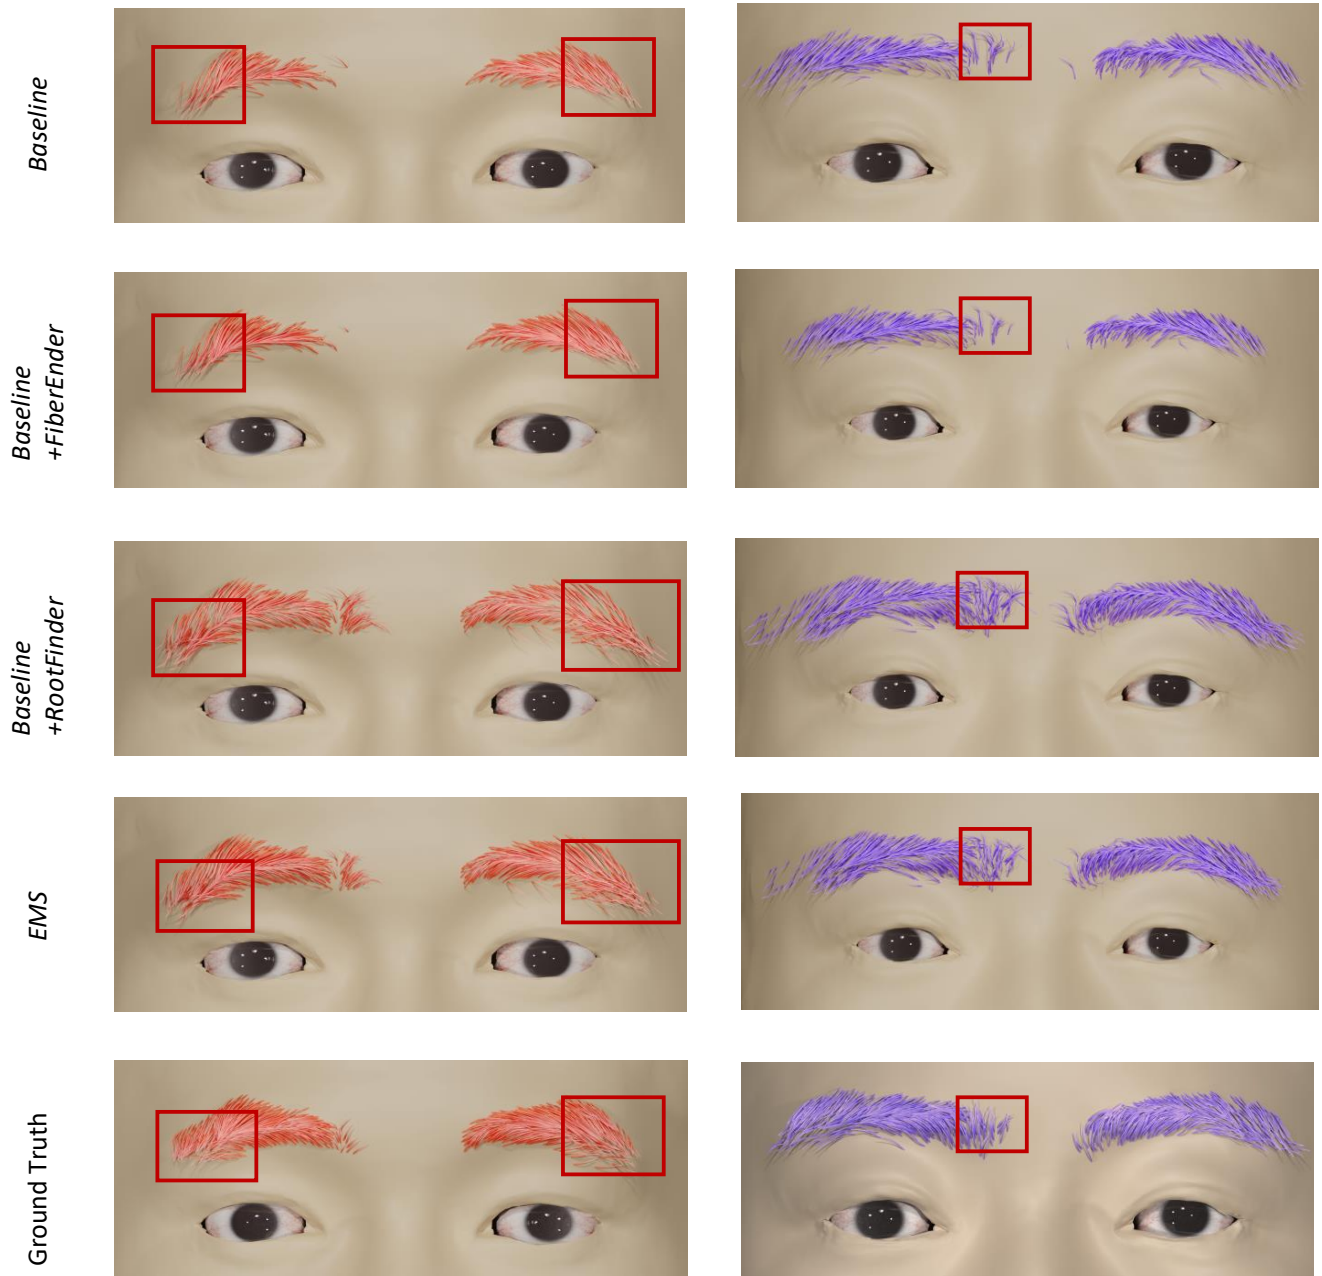 Baseline
Baseline
+FiberEnder
Baseline
+RootFinder
EMS
Ground Truth